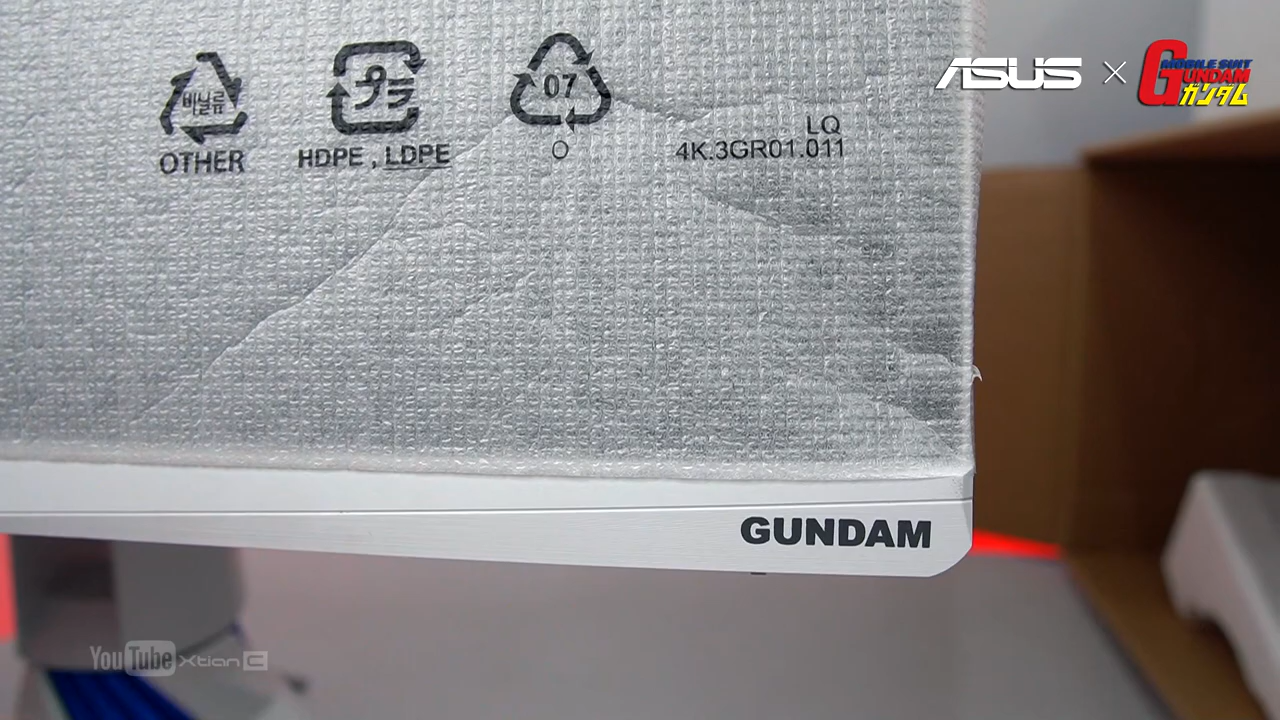 비닐류
OTHER
プラ
HDPE , LDPE
07
O
LQ
4K.3GR01.011
ASUS × MOBILE SUIT
GUNDAM
ガンダム
GUNDAM
YouTube Xtian C